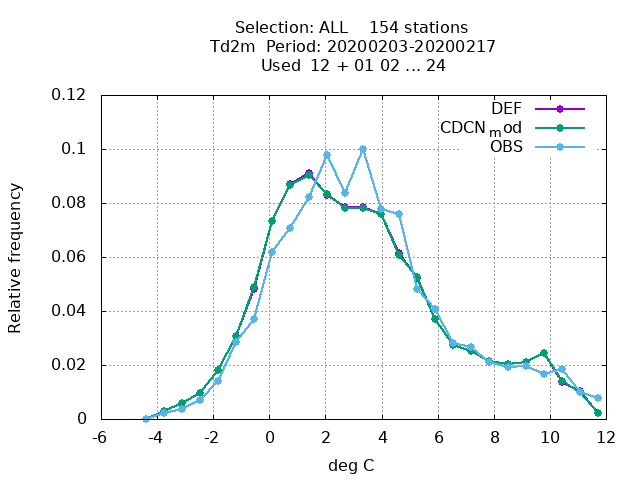 Selection: ALL    154 stations
Td2m  Period: 20200203-20200217
Used  12 + 01 02 ... 24
0.12
0.1
0.08
0.06
0.04
0.02
0
Relative frequency
DEF
CDCN_mod
OBS
-6 -4 -2 0 2 4 6 8 10 12
deg C